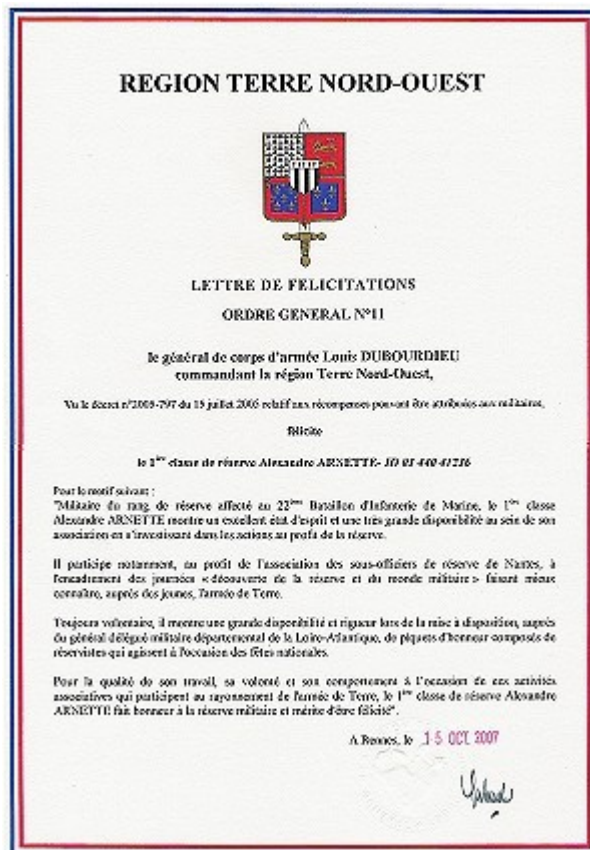 REGION TERRE NORD-OUEST
LETTRE DE FELICITATIONS
ORDRE GENERAL N°11
le général de corps d'armée Louis DUBOURDIEU
commandant la région Terre Nord-Ouest,
Vu le décret n°2005-797 du 15 juillet 2005 relatif aux récompenses pouvant être attribuées aux militaires,
félicite
le 1ère classe de réserve Alexandre ARNETTE-
Pour le motif suivant :
"Militaire du rang de réserve affecté au 22ème Bataillon d'Infanterie de Marine, le 1ère classe
Alexandre ARNETTE montre un excellent état d'esprit et une très grande disponibilité au sein de son
association en s'investissant dans les actions au profit de la réserve.
Il participe notamment, au profit de l'association des sous-officiers de réserve de Nantes, à
l'encadrement des journées « découverte de la réserve et du monde militaire » faisant mieux
connaître, auprès des jeunes, l'armée de Terre.
Toujours volontaire, il montre une grande disponibilité et rigueur lors de la mise à disposition, auprès
du général délégué militaire départemental de la Loire-Atlantique, de piquets d'honneur composés de
réservistes qui agissent à l'occasion des fêtes nationales.
Pour la qualité de son travail, sa volonté et son comportement à l'occasion de ces activités
associatives qui participent au rayonnement de l'armée de Terre, le 1ère classe de réserve Alexandre
ARNETTE fait honneur à la réserve militaire et mérite d'être félicité".
A Rennes, le 15 OCT. 2007